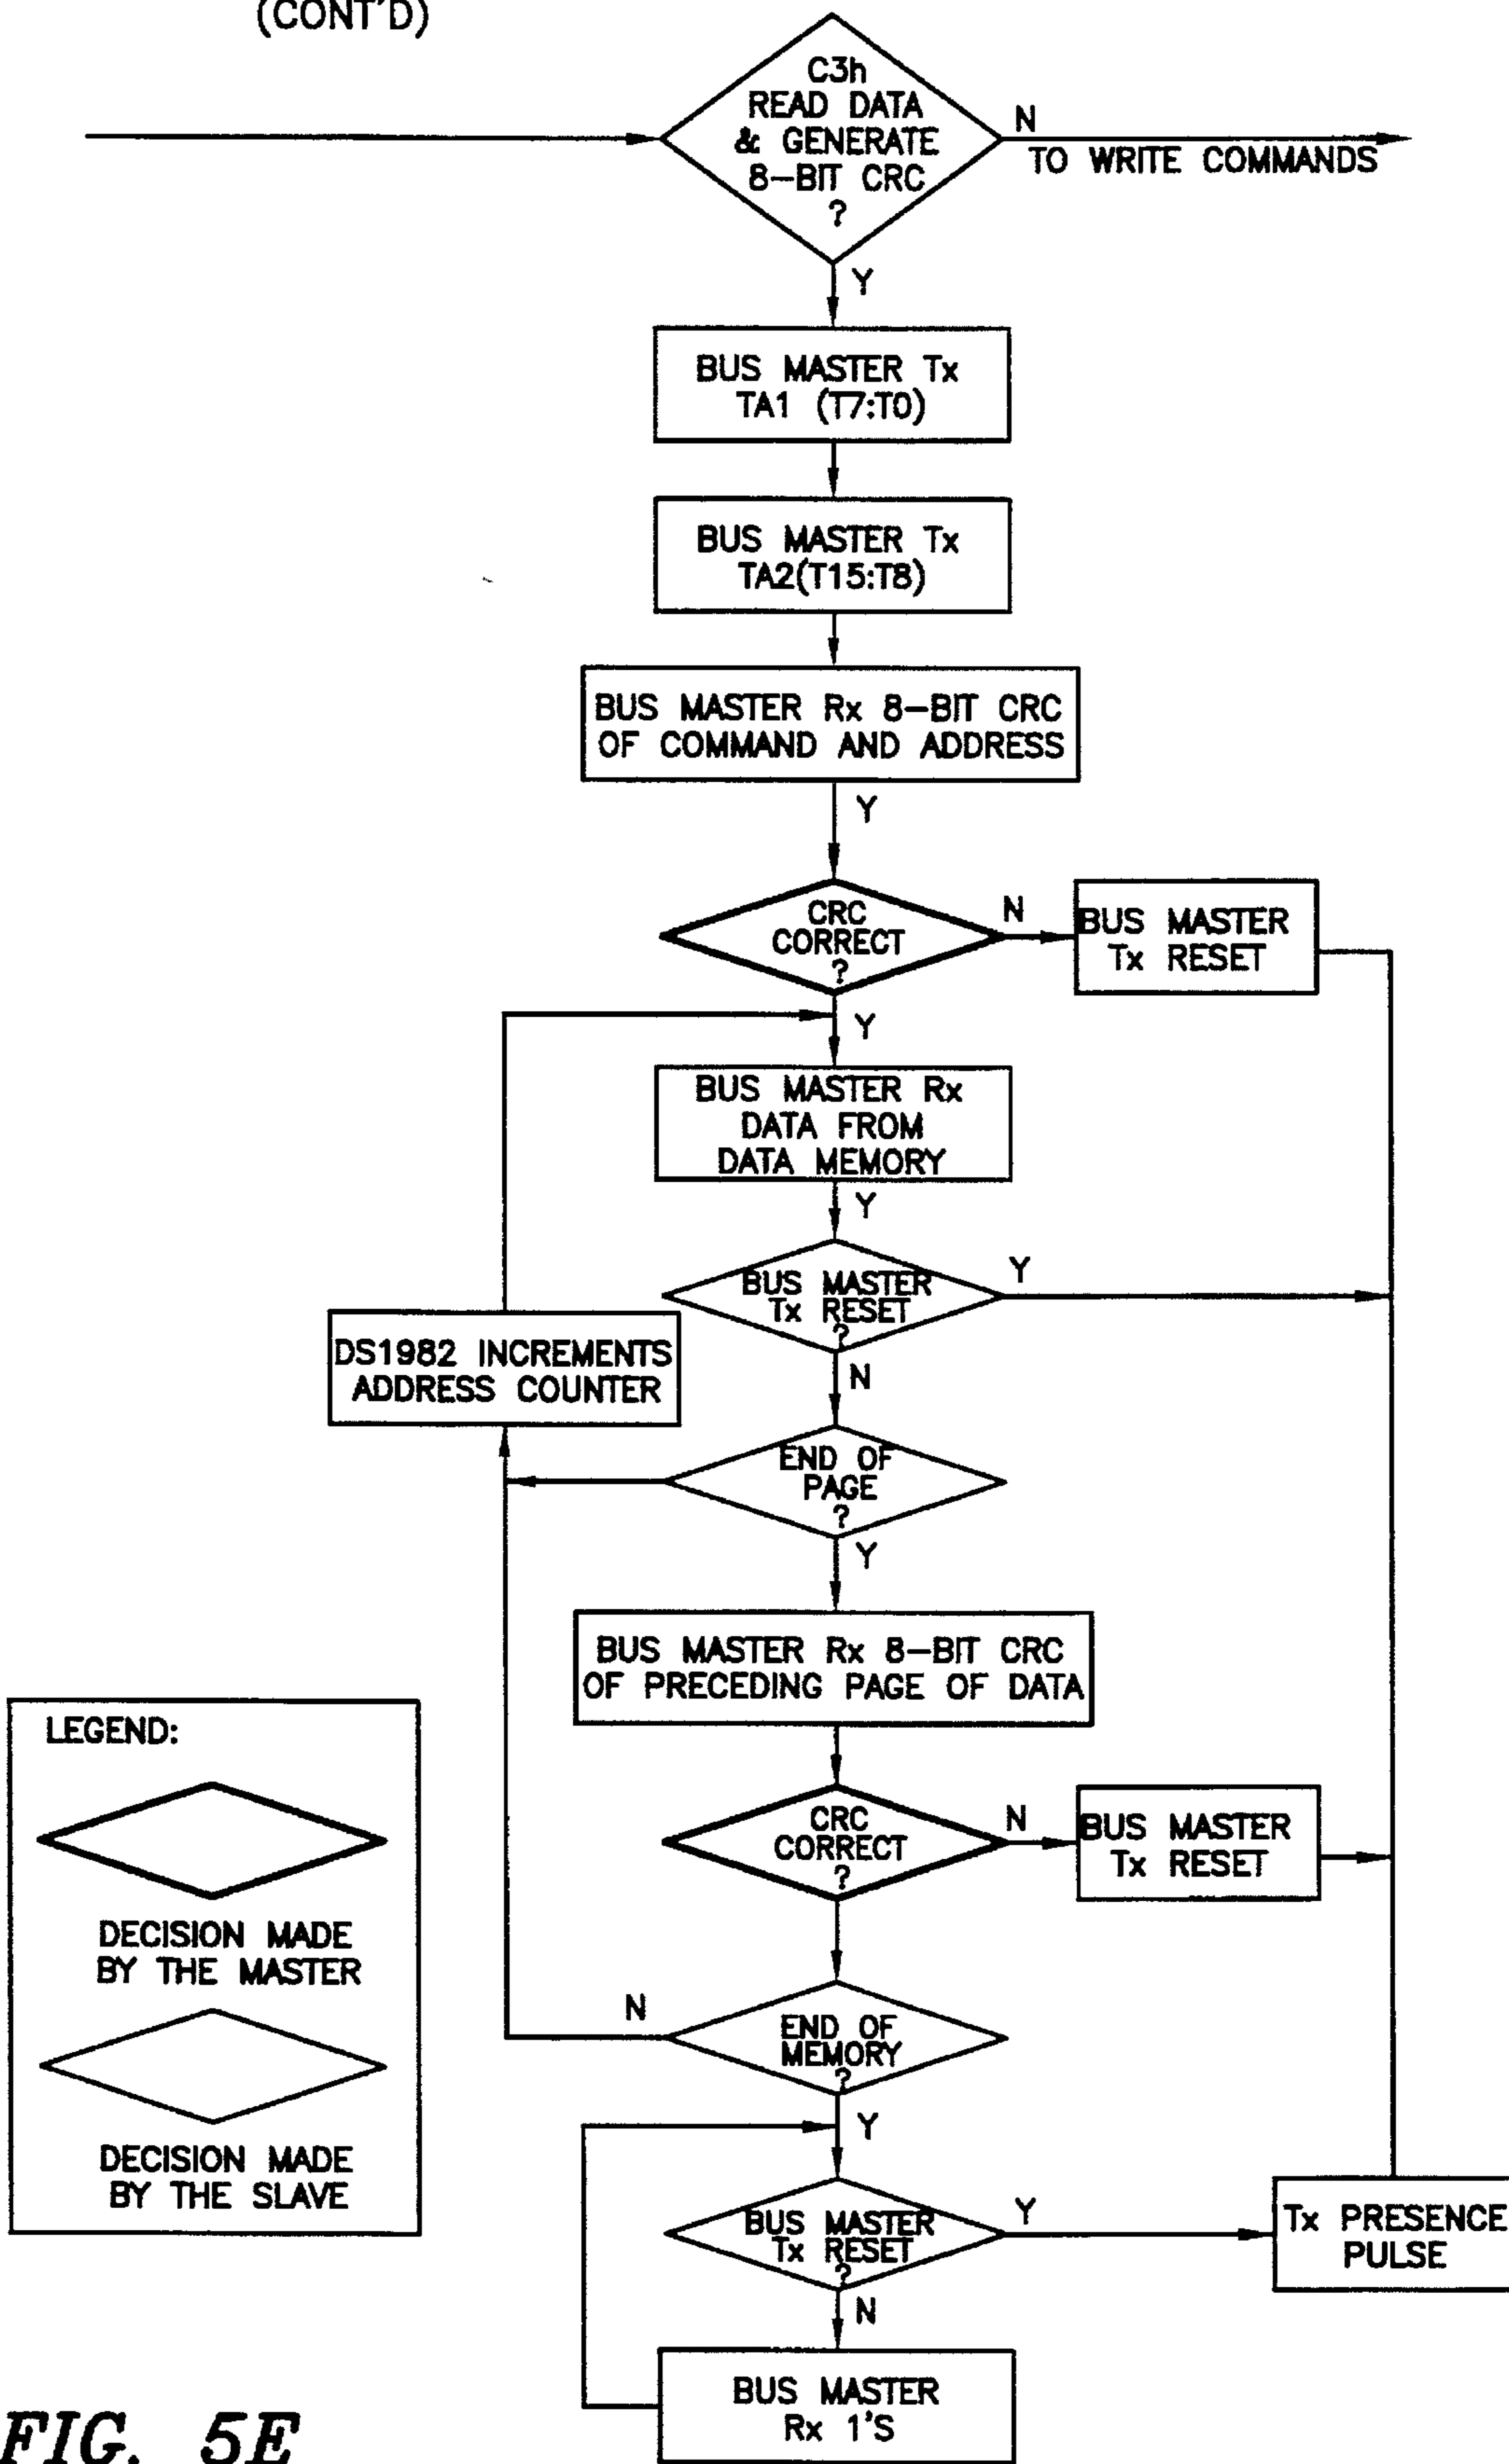 (CONT'D)
C3h
READ DATA
& GENERATE
8-BIT CRC
?
N
TO WRITE COMMANDS
Y
BUS MASTER Tx
TA1 (T7:T0)
BUS MASTER Tx
TA2(T15:T8)
BUS MASTER Rx 8-BIT CRC
OF COMMAND AND ADDRESS
Y
CRC
CORRECT
?
N
BUS MASTER
Tx RESET
Y
BUS MASTER Rx
DATA FROM
DATA MEMORY
Y
BUS MASTER
Tx RESET
?
Y
N
DS1982 INCREMENTS
ADDRESS COUNTER
END OF
PAGE
?
Y
BUS MASTER Rx 8-BIT CRC
OF PRECEDING PAGE OF DATA
CRC
CORRECT
?
N
BUS MASTER
Tx RESET
LEGEND:
DECISION MADE
BY THE MASTER
DECISION MADE
BY THE SLAVE
N
END OF
MEMORY
?
Y
BUS MASTER
Tx RESET
?
Y
Tx PRESENCE
PULSE
N
BUS MASTER
Rx 1'S
FIG. 5E